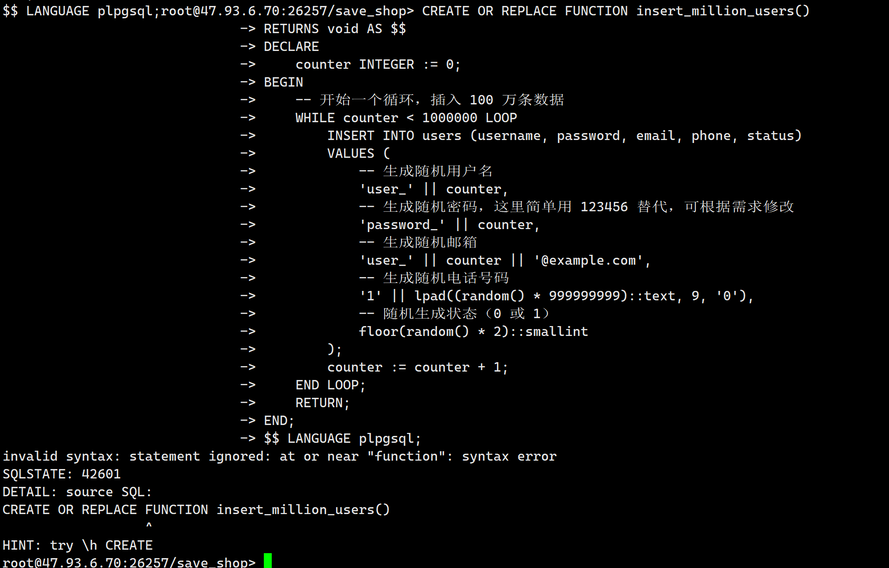 $$ LANGUAGE plpgsql;root@47.93.6.70:26257/save_shop> CREATE OR REPLACE FUNCTION insert_million_users()
                              -> RETURNS void AS $$
                              -> DECLARE
                              ->     counter INTEGER := 0;
                              -> BEGIN
                              ->     -- 开始一个循环，插入 100 万条数据
                              ->     WHILE counter < 1000000 LOOP
                              ->         INSERT INTO users (username, password, email, phone, status)
                              ->         VALUES (
                              ->             -- 生成随机用户名
                              ->             'user_' || counter,
                              ->             -- 生成随机密码，这里简单用 123456 替代，可根据需求修改
                              ->             'password_' || counter,
                              ->             -- 生成随机邮箱
                              ->             'user_' || counter || '@example.com',
                              ->             -- 生成随机电话号码
                              ->             '1' || lpad((random() * 999999999)::text, 9, '0'),
                              ->             -- 随机生成状态（0 或 1）
                              ->             floor(random() * 2)::smallint
                              ->         );
                              ->         counter := counter + 1;
                              ->     END LOOP;
                              ->     RETURN;
                              -> END;
                              -> $$ LANGUAGE plpgsql;
invalid syntax: statement ignored: at or near "function": syntax error
SQLSTATE: 42601
DETAIL: source SQL:
CREATE OR REPLACE FUNCTION insert_million_users()
                  ^
HINT: try \h CREATE
root@47.93.6.70:26257/save_shop>